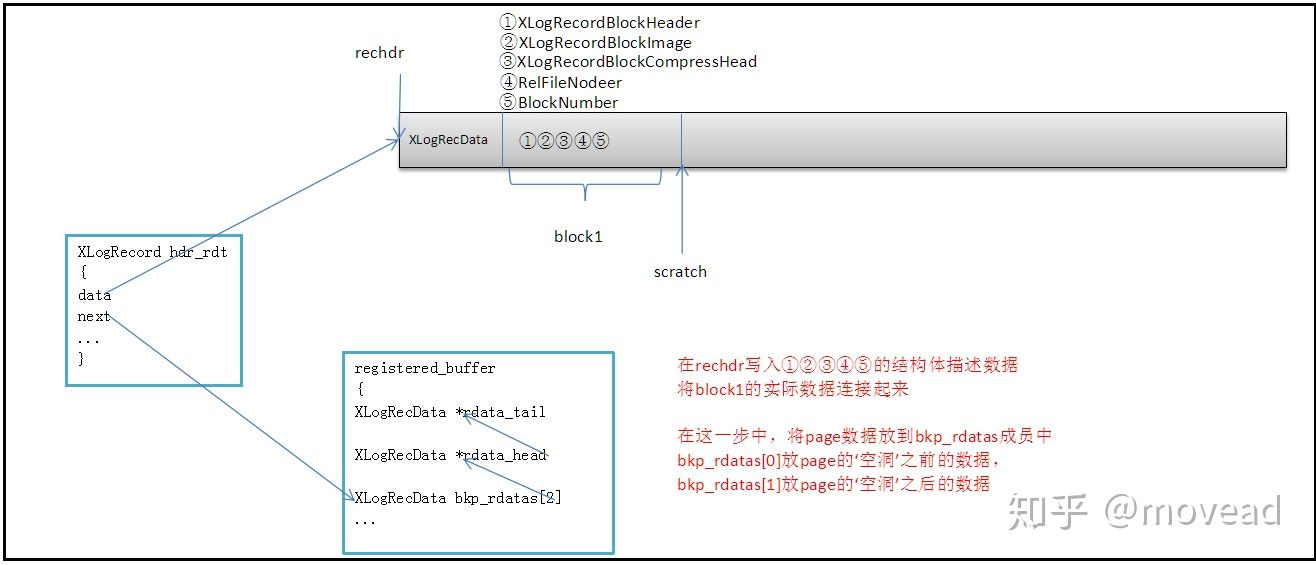 ①XLogRecordBlockHeader
②XLogRecordBlockImage
③XLogRecordBlockCompressHead
④RelFileNodeer
⑤BlockNumber
rechdr
XLogRecData
①②③④⑤
block1
scratch
XLogRecord hdr_rdt
{
data
next
...
}
registered_buffer
{
XLogRecData *rdata_tail
XLogRecData *rdata_head
XLogRecData bkp_rdatas[2]
...
在rechdr写入①②③④⑤的结构体描述数据
将block1的实际数据连接起来
在这一步中，将page数据放到bkp_rdatas成员中
bkp_rdatas[0]放page的‘空洞’之前的数据，
bkp_rdatas[1]放page的‘空洞’之后的数据
知乎 @movead